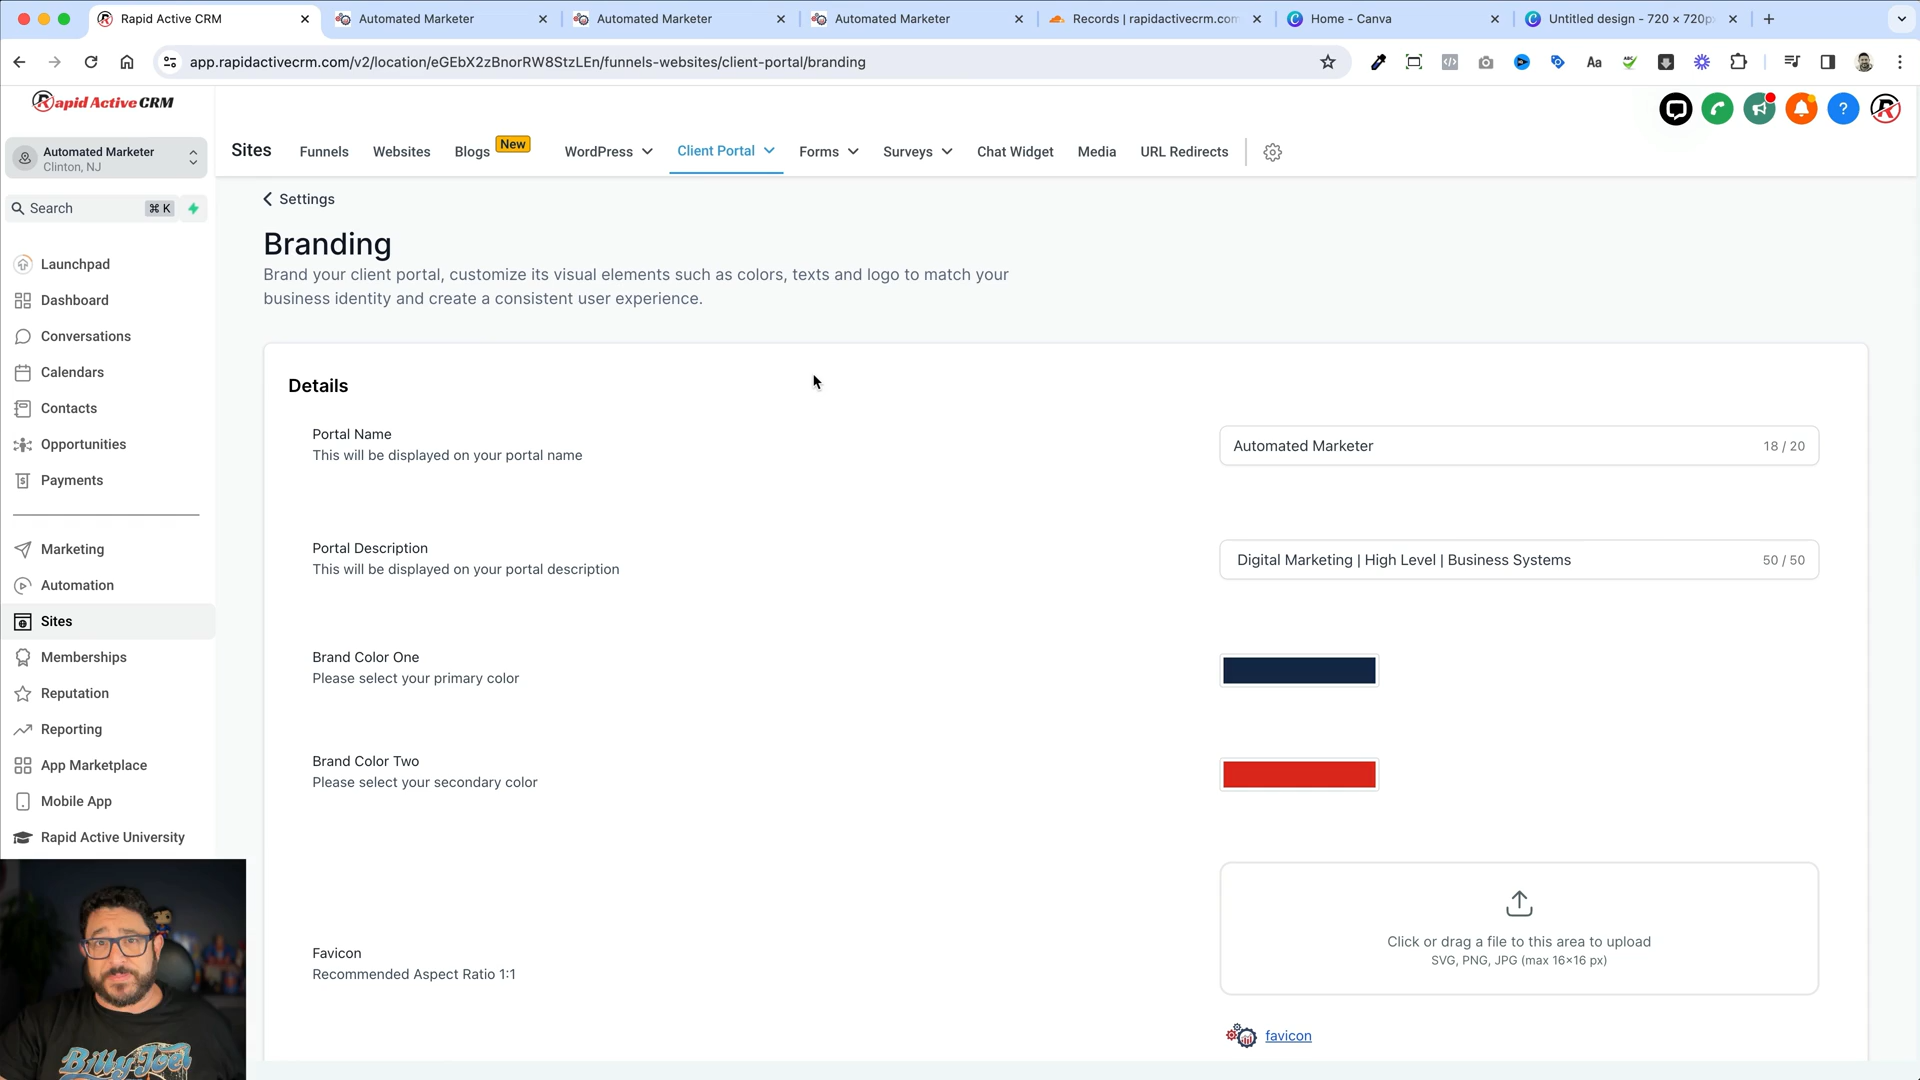 Rapid Active CRM
Automated Marketer
Automated Marketer
Automated Marketer
Records | rapidactivecrm.com
Home - Canva
Untitled design - 720 × 720p
app.rapidactivecrm.com/v2/location/eGEbX2zBnorRW8StzLEn/funnels-websites/client-portal/branding
Aa
Rapid Active CRM
Automated Marketer
Clinton, NJ
Search
⌘ K
Launchpad
Dashboard
Conversations
Calendars
Contacts
Opportunities
Payments
Marketing
Automation
Sites
Memberships
Reputation
Reporting
App Marketplace
Mobile App
Rapid Active University
Sites
Funnels
Websites
Blogs
New
WordPress
Client Portal
Forms
Surveys
Chat Widget
Media
URL Redirects
?
Settings
Branding
Brand your client portal, customize its visual elements such as colors, texts and logo to match your
business identity and create a consistent user experience.
Details
Portal Name
This will be displayed on your portal name
Automated Marketer
18 / 20
Portal Description
This will be displayed on your portal description
Digital Marketing | High Level | Business Systems
50 / 50
Brand Color One
Please select your primary color
Brand Color Two
Please select your secondary color
Favicon
Recommended Aspect Ratio 1:1
Click or drag a file to this area to upload
SVG, PNG, JPG (max 16×16 px)
favicon
Billy Joel